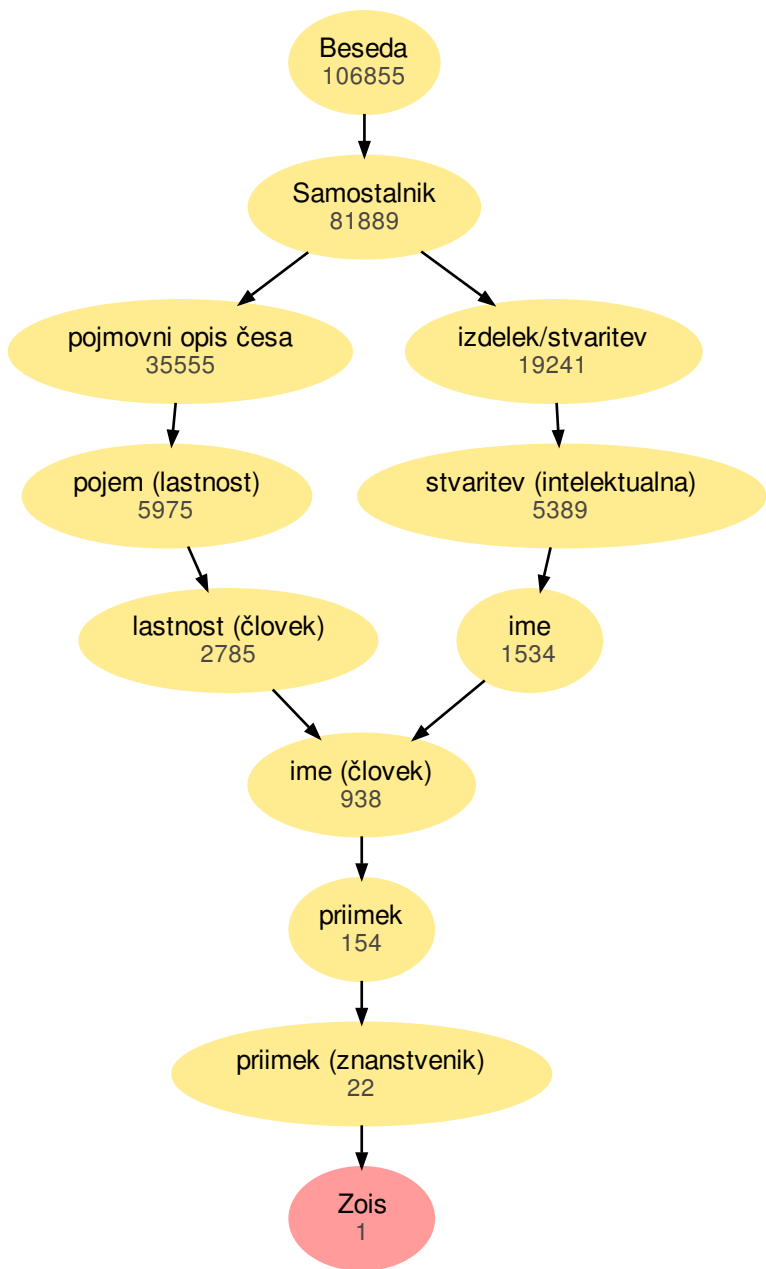 Beseda
106855
Samostalnik
81889
pojmovni opis česa
35555
izdelek/stvaritev
19241
pojem (lastnost)
5975
stvaritev (intelektualna)
5389
lastnost (človek)
2785
ime
1534
ime (človek)
938
priimek
154
priimek (znanstvenik)
22
Zois
1